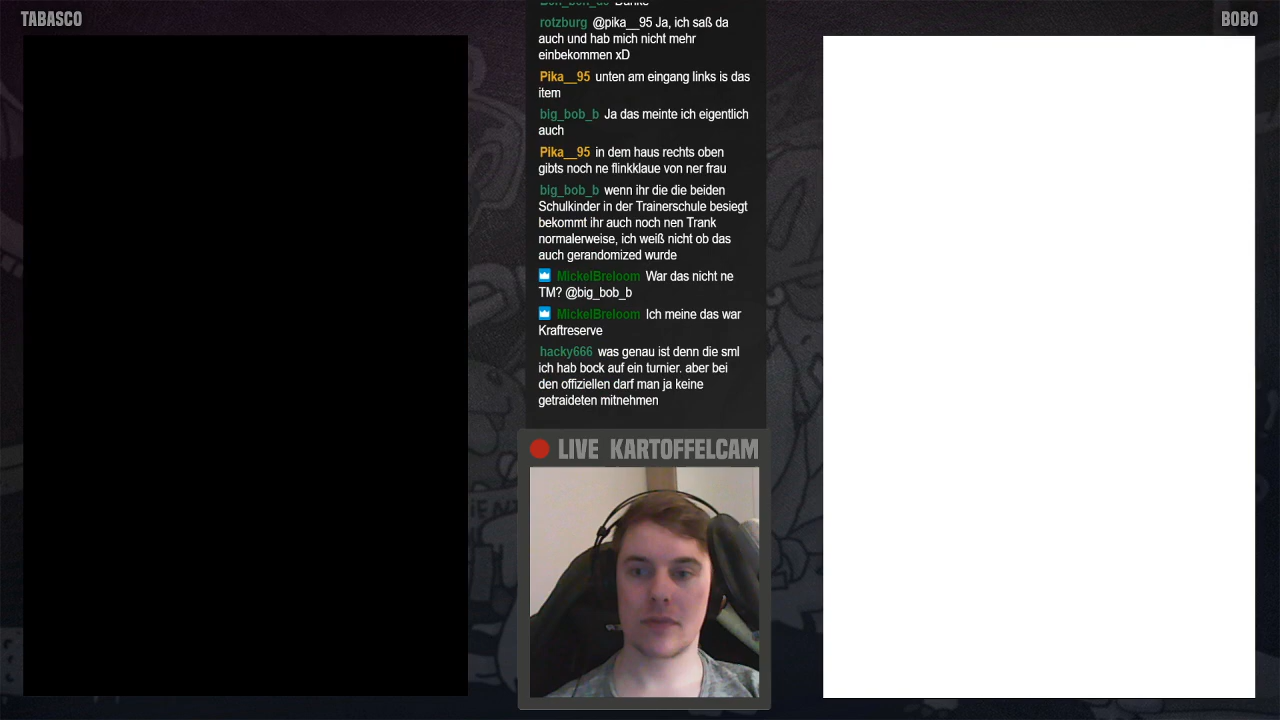 TABASCO
BOBO
Danke
rotzburg @pika__95 Ja, ich saß da
auch und hab mich nicht mehr
einbekommen xD
Pika__95 unten am eingang links is das
item
big_bob_b Ja das meinte ich eigentlich
auch
Pika__95 in dem haus rechts oben
gibts noch ne flinkklaue von ner frau
big_bob_b wenn ihr die die beiden
Schulkinder in der Trainerschule besiegt
bekommt ihr auch noch nen Trank
normalerweise, ich weiß nicht ob das
auch gerandomized wurde
MickelBreloom War das nicht ne
TM? @big_bob_b
MickelBreloom Ich meine das war
Kraftreserve
hacky666 was genau ist denn die sml
ich hab bock auf ein turnier. aber bei
den offiziellen darf man ja keine
getraideten mitnehmen
LIVE KARTOFFELCAM